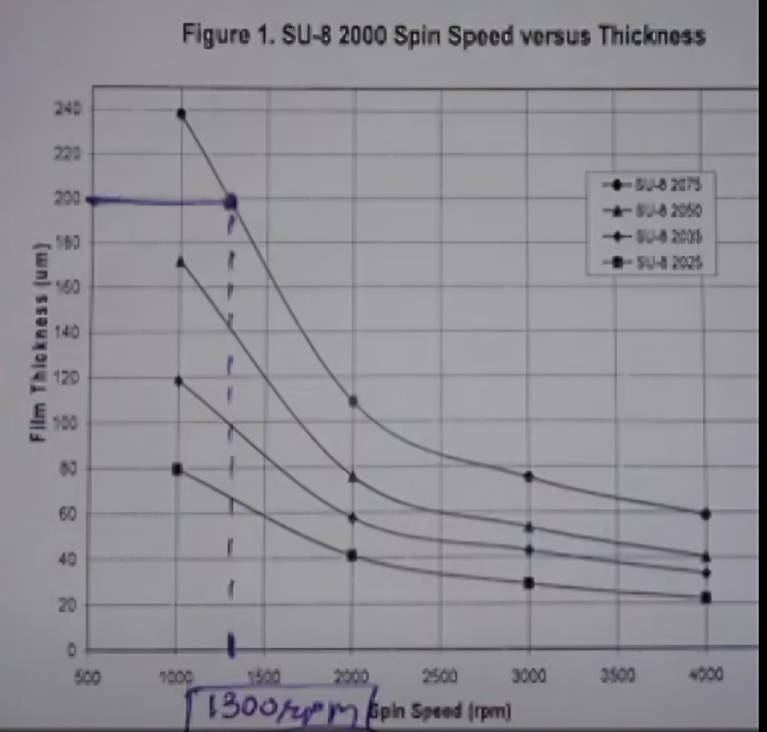 Figure 1. SU-8 2000 Spin Speed versus Thickness
240
220
200
180
160
140
120
100
80
60
40
20
0
Film Thickness (um)
SU-8 2075
SU-8 2050
SU-8 2035
SU-8 2025
500 1000 1500 2000 2500 3000 3500 4000
1300 rpm
Spin Speed (rpm)